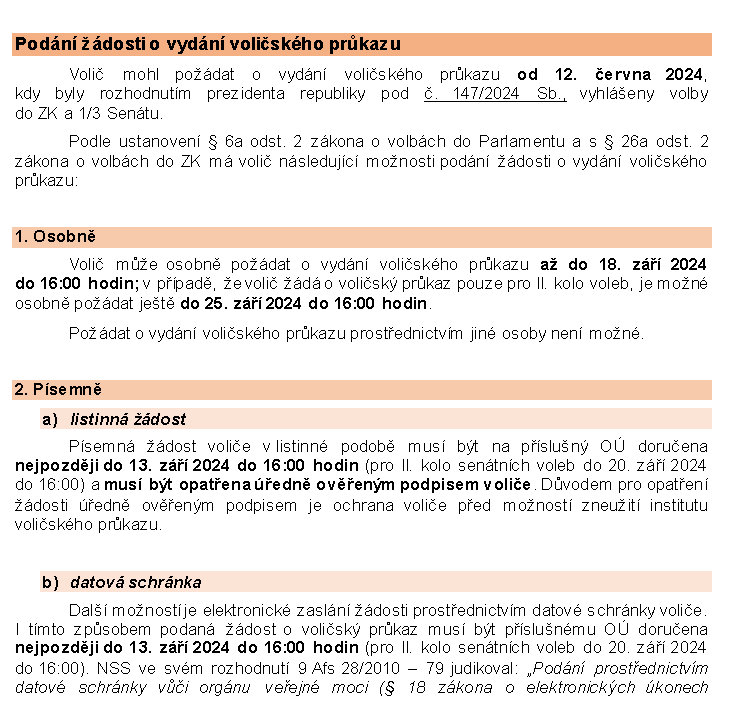 Podání žádosti o vydání voličského průkazu
Volič mohl požádat o vydání voličského průkazu od 12. června 2024,
kdy byly rozhodnutím prezidenta republiky pod č. 147/2024 Sb., vyhlášeny volby
do ZK a 1/3 Senátu.
Podle ustanovení § 6a odst. 2 zákona o volbách do Parlamentu a s § 26a odst. 2
zákona o volbách do ZK má volič následující možnosti podání žádosti o vydání voličského
průkazu:
1. Osobně
Volič může osobně požádat o vydání voličského průkazu až do 18. září 2024
do 16:00 hodin; v případě, že volič žádá o voličský průkaz pouze pro II. kolo voleb, je možné
osobně požádat ještě do 25. září 2024 do 16:00 hodin.
Požádat o vydání voličského průkazu prostřednictvím jiné osoby není možné.
2. Písemně
a) listinná žádost
Písemná žádost voliče v listinné podobě musí být na příslušný OÚ doručena
nejpozději do 13. září 2024 do 16:00 hodin (pro II. kolo senátních voleb do 20. září 2024
do 16:00) a musí být opatřena úředně ověřeným podpisem voliče. Důvodem pro opatření
žádosti úředně ověřeným podpisem je ochrana voliče před možností zneužití institutu
voličského průkazu.
b) datová schránka
Další možností je elektronické zaslání žádosti prostřednictvím datové schránky voliče.
I tímto způsobem podaná žádost o voličský průkaz musí být příslušnému OÚ doručena
nejpozději do 13. září 2024 do 16:00 hodin (pro II. kolo senátních voleb do 20. září 2024
do 16:00). NSS ve svém rozhodnutí 9 Afs 28/2010 – 79 judikoval: „Podání prostřednictvím
datové schránky vůči orgánu veřejné moci (§ 18 zákona o elektronických úkonech